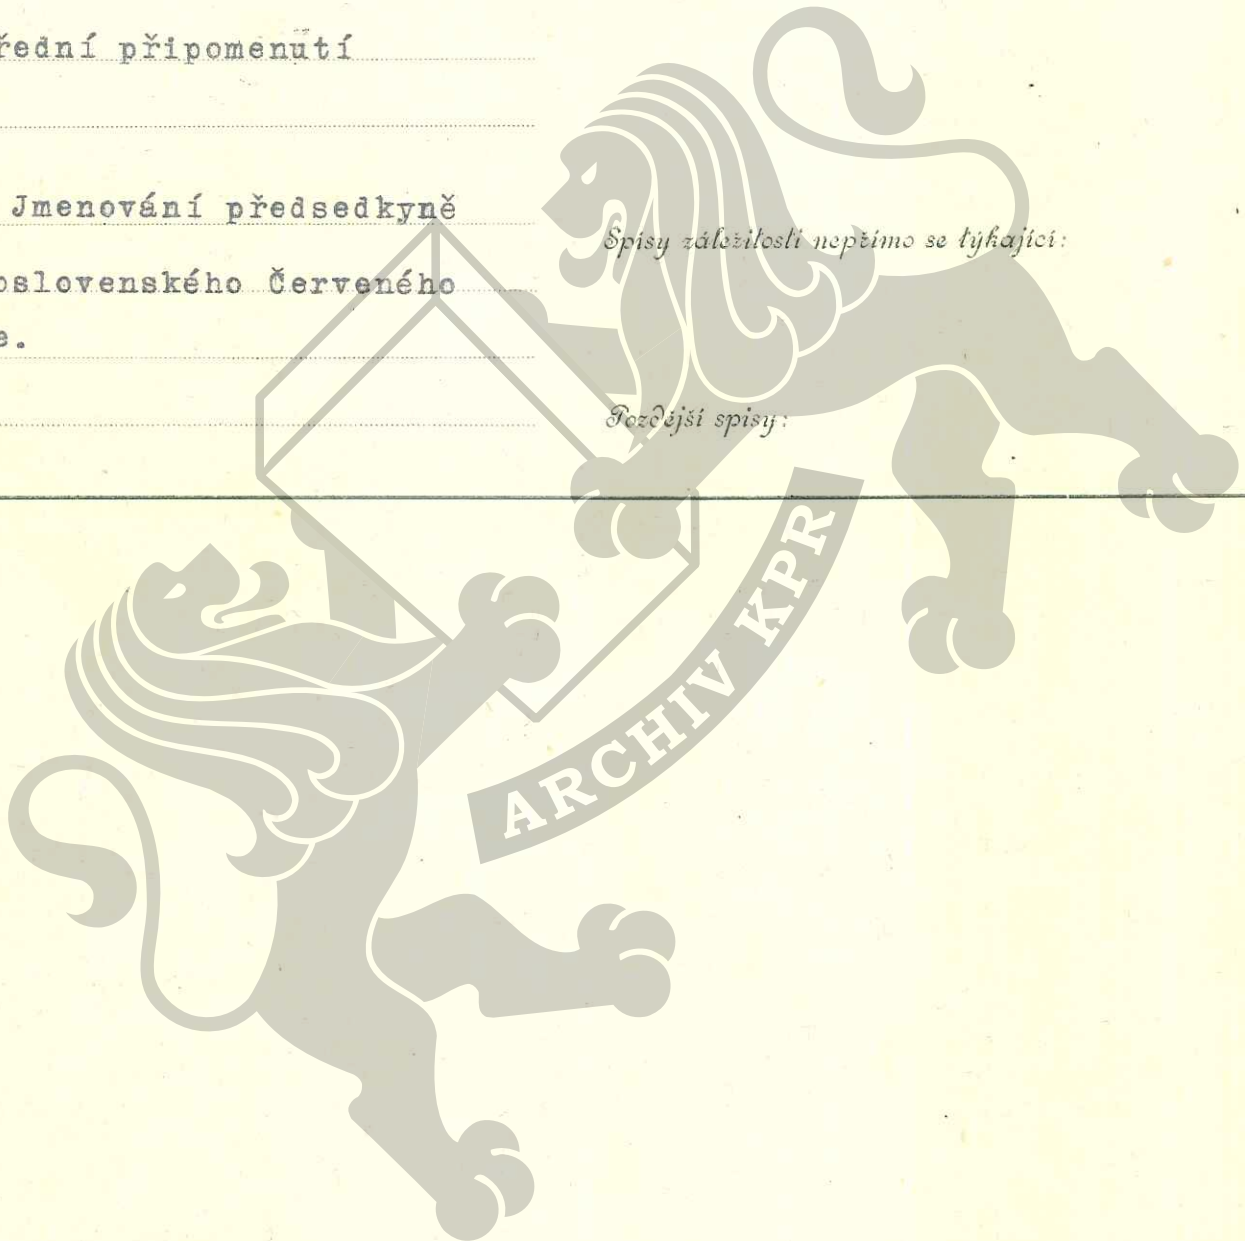 řední připomenutí
Jmenování předsedkyně
oslovenského Červeného
e.
Spisy záležitosti nepřímo se týkající:
Pozdější spisy:
ARCHIV KPR